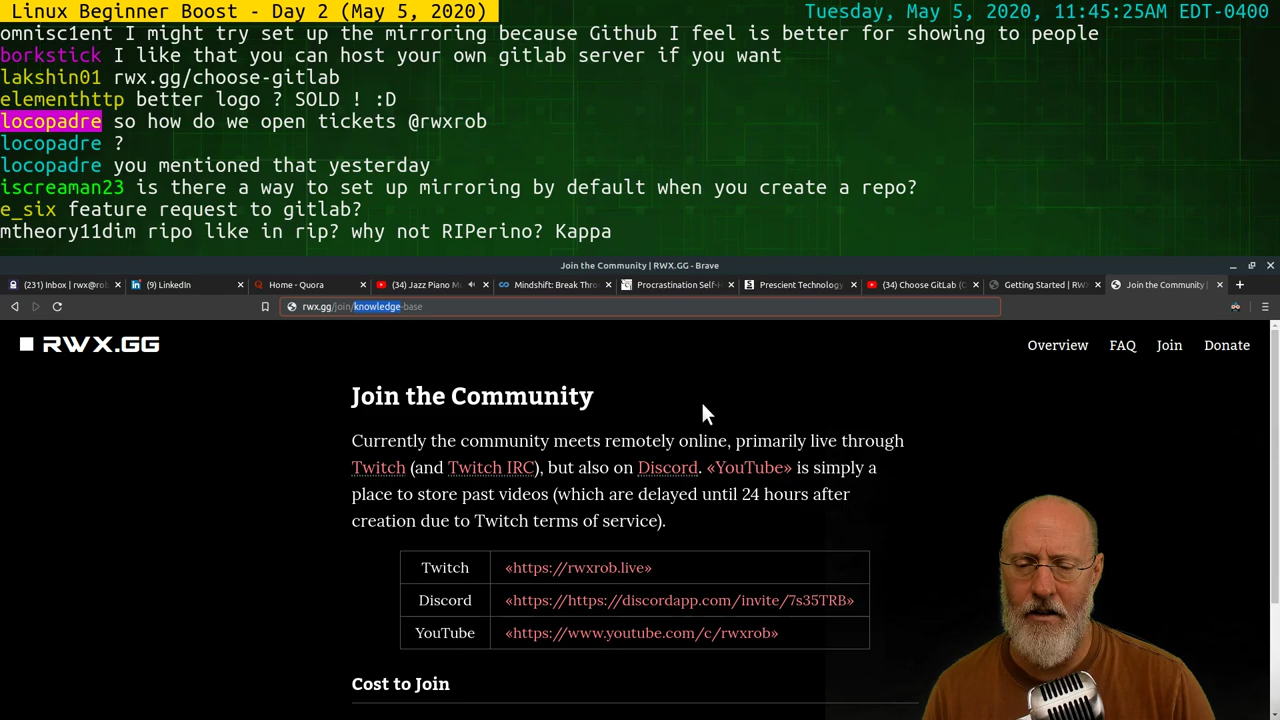 Linux Beginner Boost - Day 2 (May 5, 2020)
Tuesday, May 5, 2020, 11:45:25AM EDT-0400
omnisc1ent I might try set up the mirroring because Github I feel is better for showing to people
borkstick I like that you can host your own gitlab server if you want
lakshin01 rwx.gg/choose-gitlab
elementhttp better logo ? SOLD ! :D
locopadre so how do we open tickets @rwxrob
locopadre ?
locopadre you mentioned that yesterday
iscreaman23 is there a way to set up mirroring by default when you create a repo?
e_six feature request to gitlab?
mtheory11dim ripo like in rip? why not RIPerino? Kappa
Join the Community | RWX.GG - Brave
(231) Inbox | rwx@rob
(9) LinkedIn
Home - Quora
(34) Jazz Piano M
Mindshift: Break Thro
Procrastination Self-H
Prescient Technology
(34) Choose GitLab (C
Getting Started | RWX
Join the Community |
rwx.gg/join/knowledge-base
RWX.GG
Overview FAQ Join Donate
Join the Community
Currently the community meets remotely online, primarily live through
Twitch (and Twitch IRC), but also on Discord. «YouTube» is simply a
place to store past videos (which are delayed until 24 hours after
creation due to Twitch terms of service).
Twitch «https://rwxrob.live»
Discord «https://https://discordapp.com/invite/7s35TRB»
YouTube «https://www.youtube.com/c/rwxrob»
Cost to Join